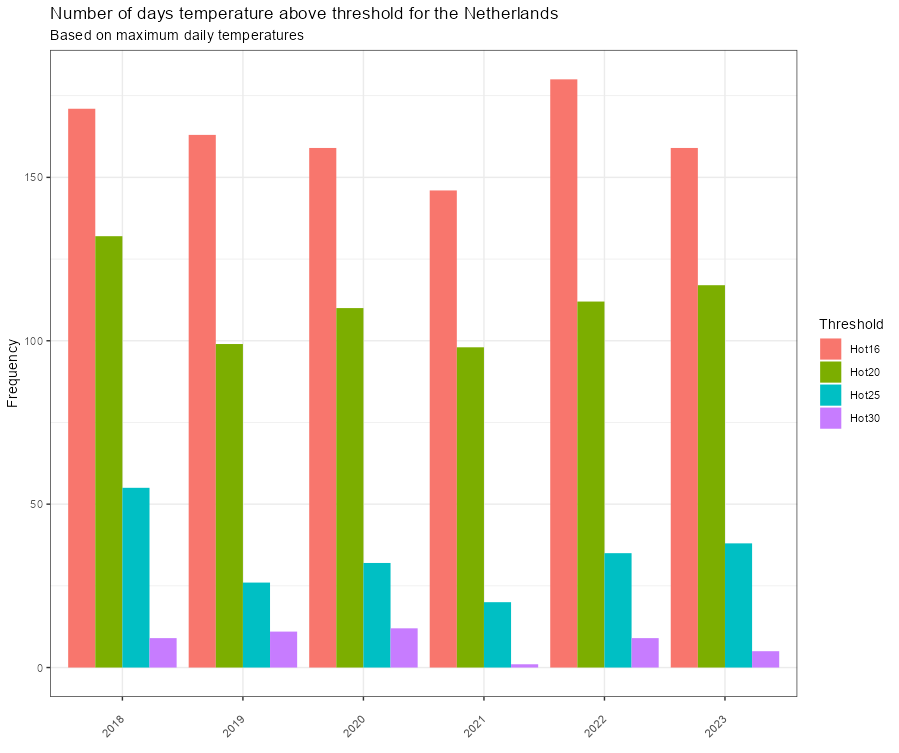 Number of days temperature above threshold for the Netherlands
Based on maximum daily temperatures
Frequency
150
100
50
0
2018
2019
2020
2021
2022
2023
Threshold
Hot16
Hot20
Hot25
Hot30